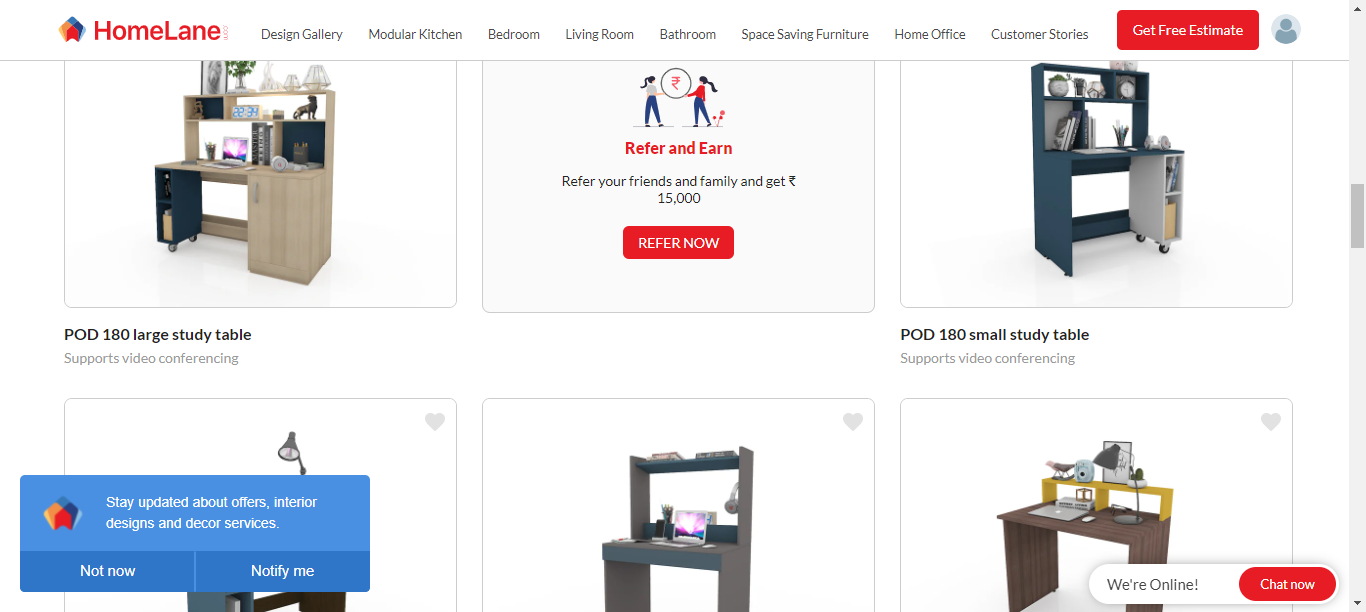 HomeLane
Design Gallery
Modular Kitchen
Bedroom
Living Room
Bathroom
Space Saving Furniture
Home Office
Customer Stories
Get Free Estimate
₹
Refer and Earn
Refer your friends and family and get ₹
15,000
REFER NOW
POD 180 large study table
Supports video conferencing
POD 180 small study table
Supports video conferencing
Stay updated about offers, interior
designs and decor services.
Not now
Notify me
We're Online!
Chat now